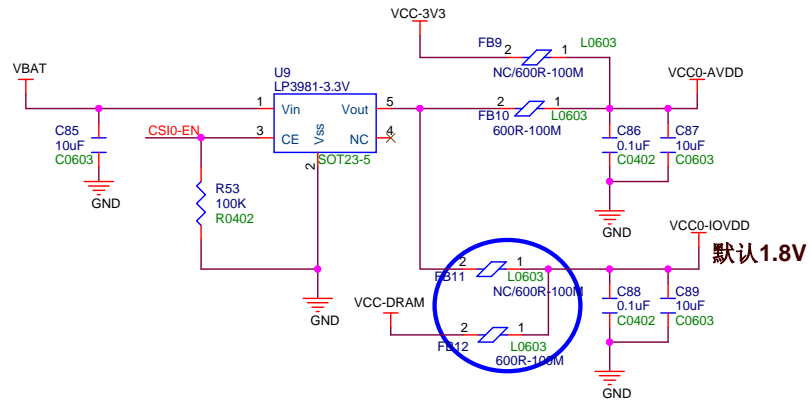 VCC-3V3
FB9
2
1
L0603
NC/600R-100M
VBAT
U9
LP3981-3.3V
VCC0-AVDD
1
Vin
Vout
5
2
1
L0603
FB10
600R-100M
C85
10uF
C0603
CSI0-EN
3
CE
Vss
NC
4
C86
0.1uF
C0402
C87
10uF
C0603
SOT23-5
2
GND
R53
100K
R0402
GND
VCC0-IOVDD
默认1.8V
2
1
FB11
L0603
NC/600R-100M
GND
VCC-DRAM
2
1
FB12
L0603
600R-100M
C88
0.1uF
C0402
C89
10uF
C0603
GND